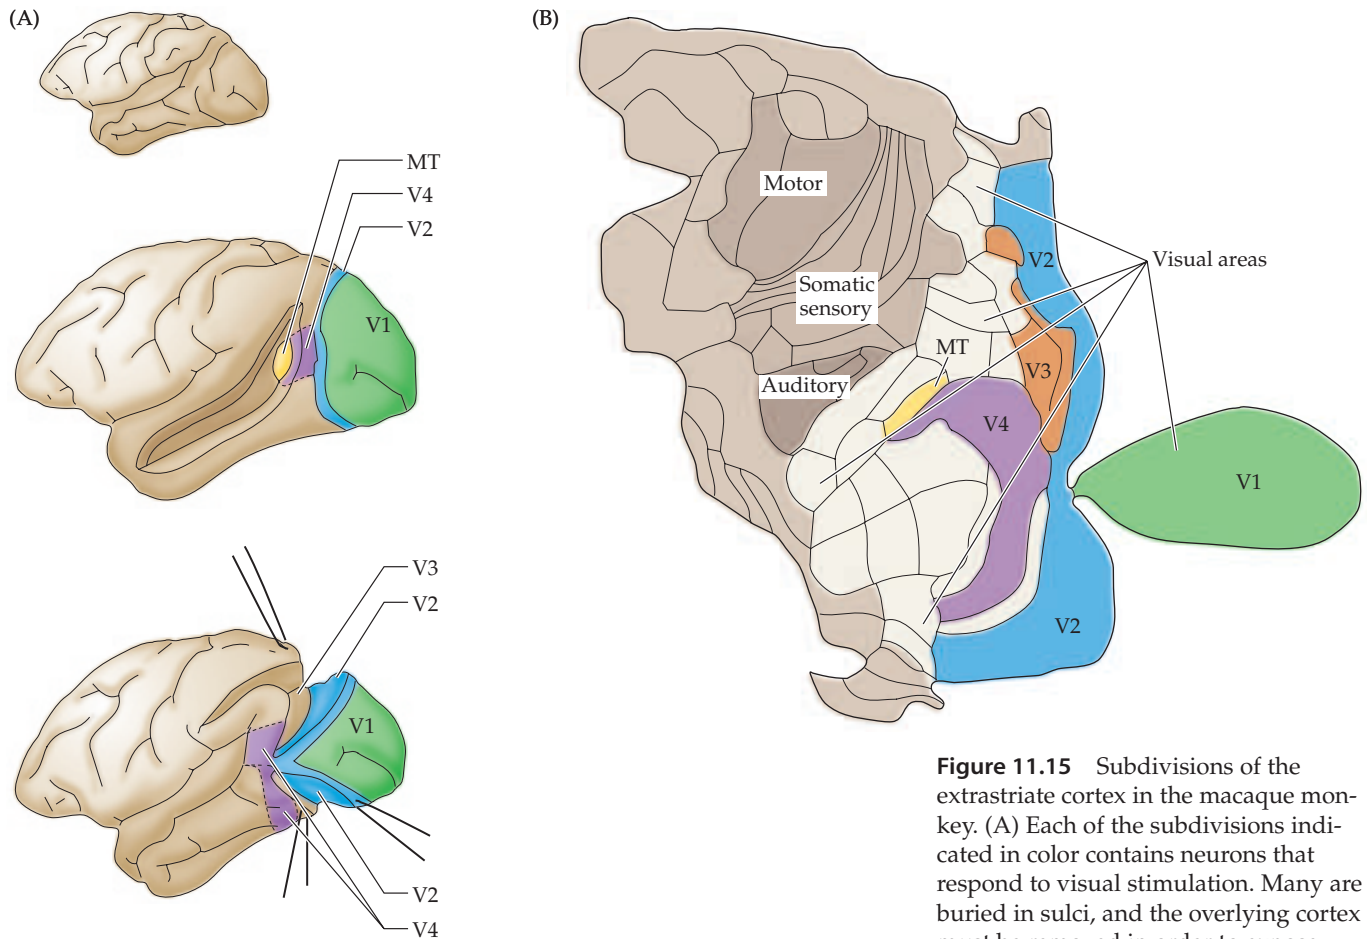 (A)
MT
V4
V2
V1
V3
V2
V1
V2
V4
(B)
Motor
Somatic
sensory
Auditory
MT
V4
V3
V2
V2
Visual areas
V1
Figure 11.15 Subdivisions of the
extrastriate cortex in the macaque mon-
key. (A) Each of the subdivisions indi-
cated in color contains neurons that
respond to visual stimulation. Many are
buried in sulci, and the overlying cortex